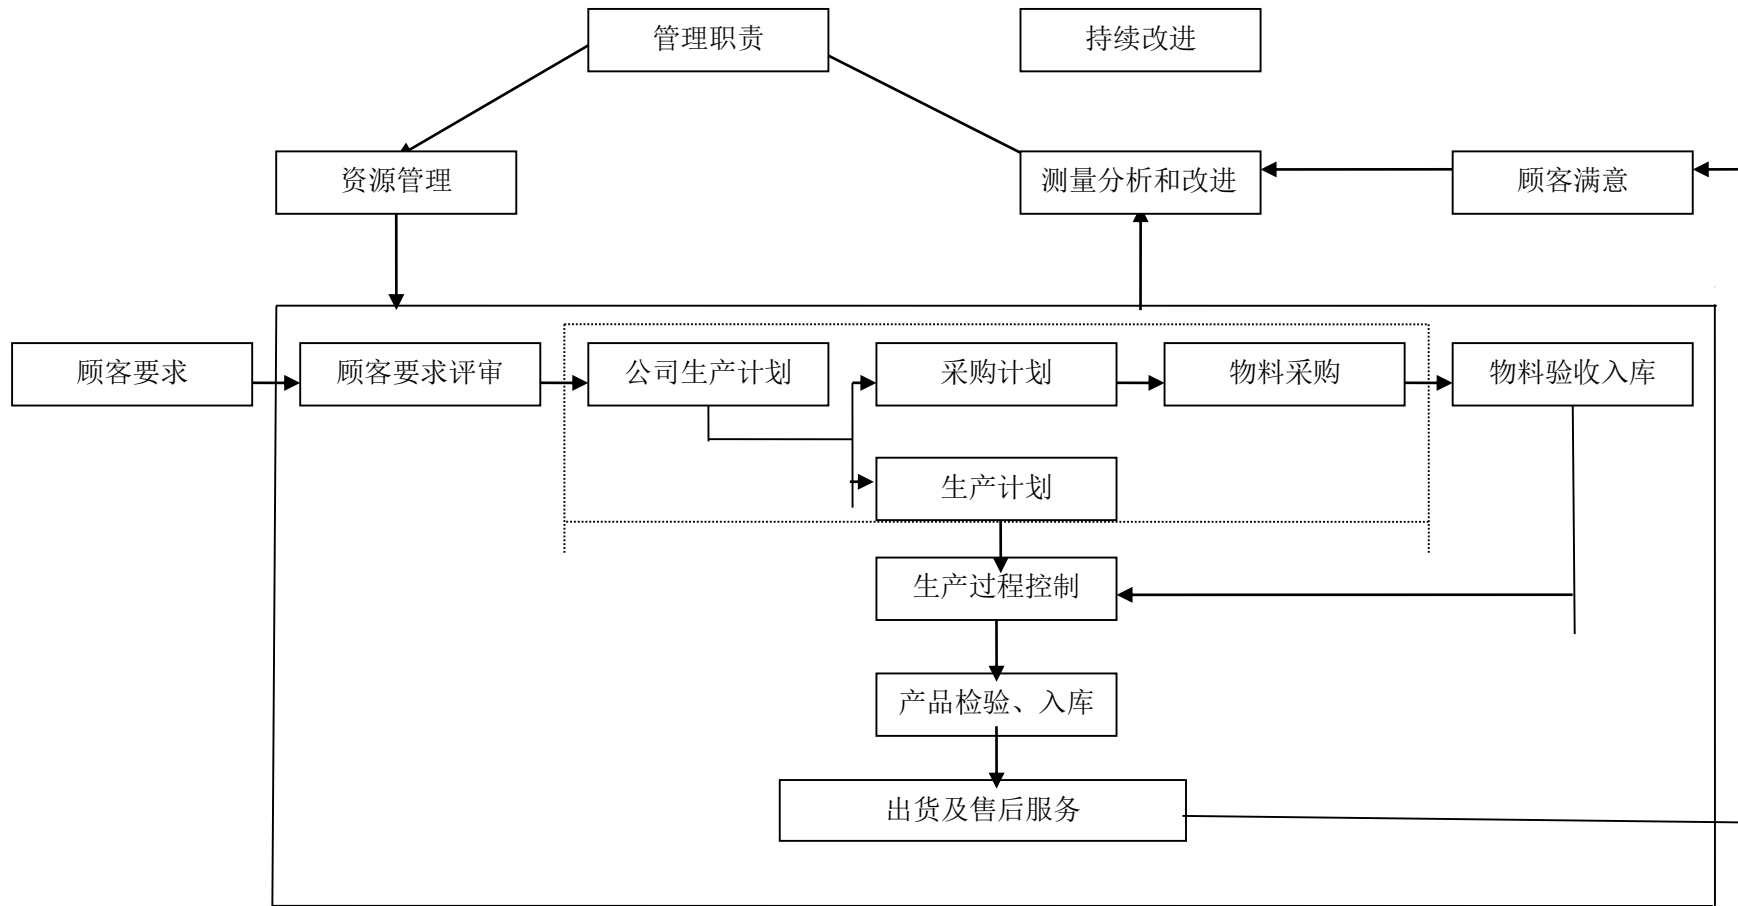 管理职责
持续改进
资源管理
测量分析和改进
顾客满意
顾客要求
顾客要求评审
公司生产计划
采购计划
物料采购
物料验收入库
生产计划
生产过程控制
产品检验、入库
出货及售后服务